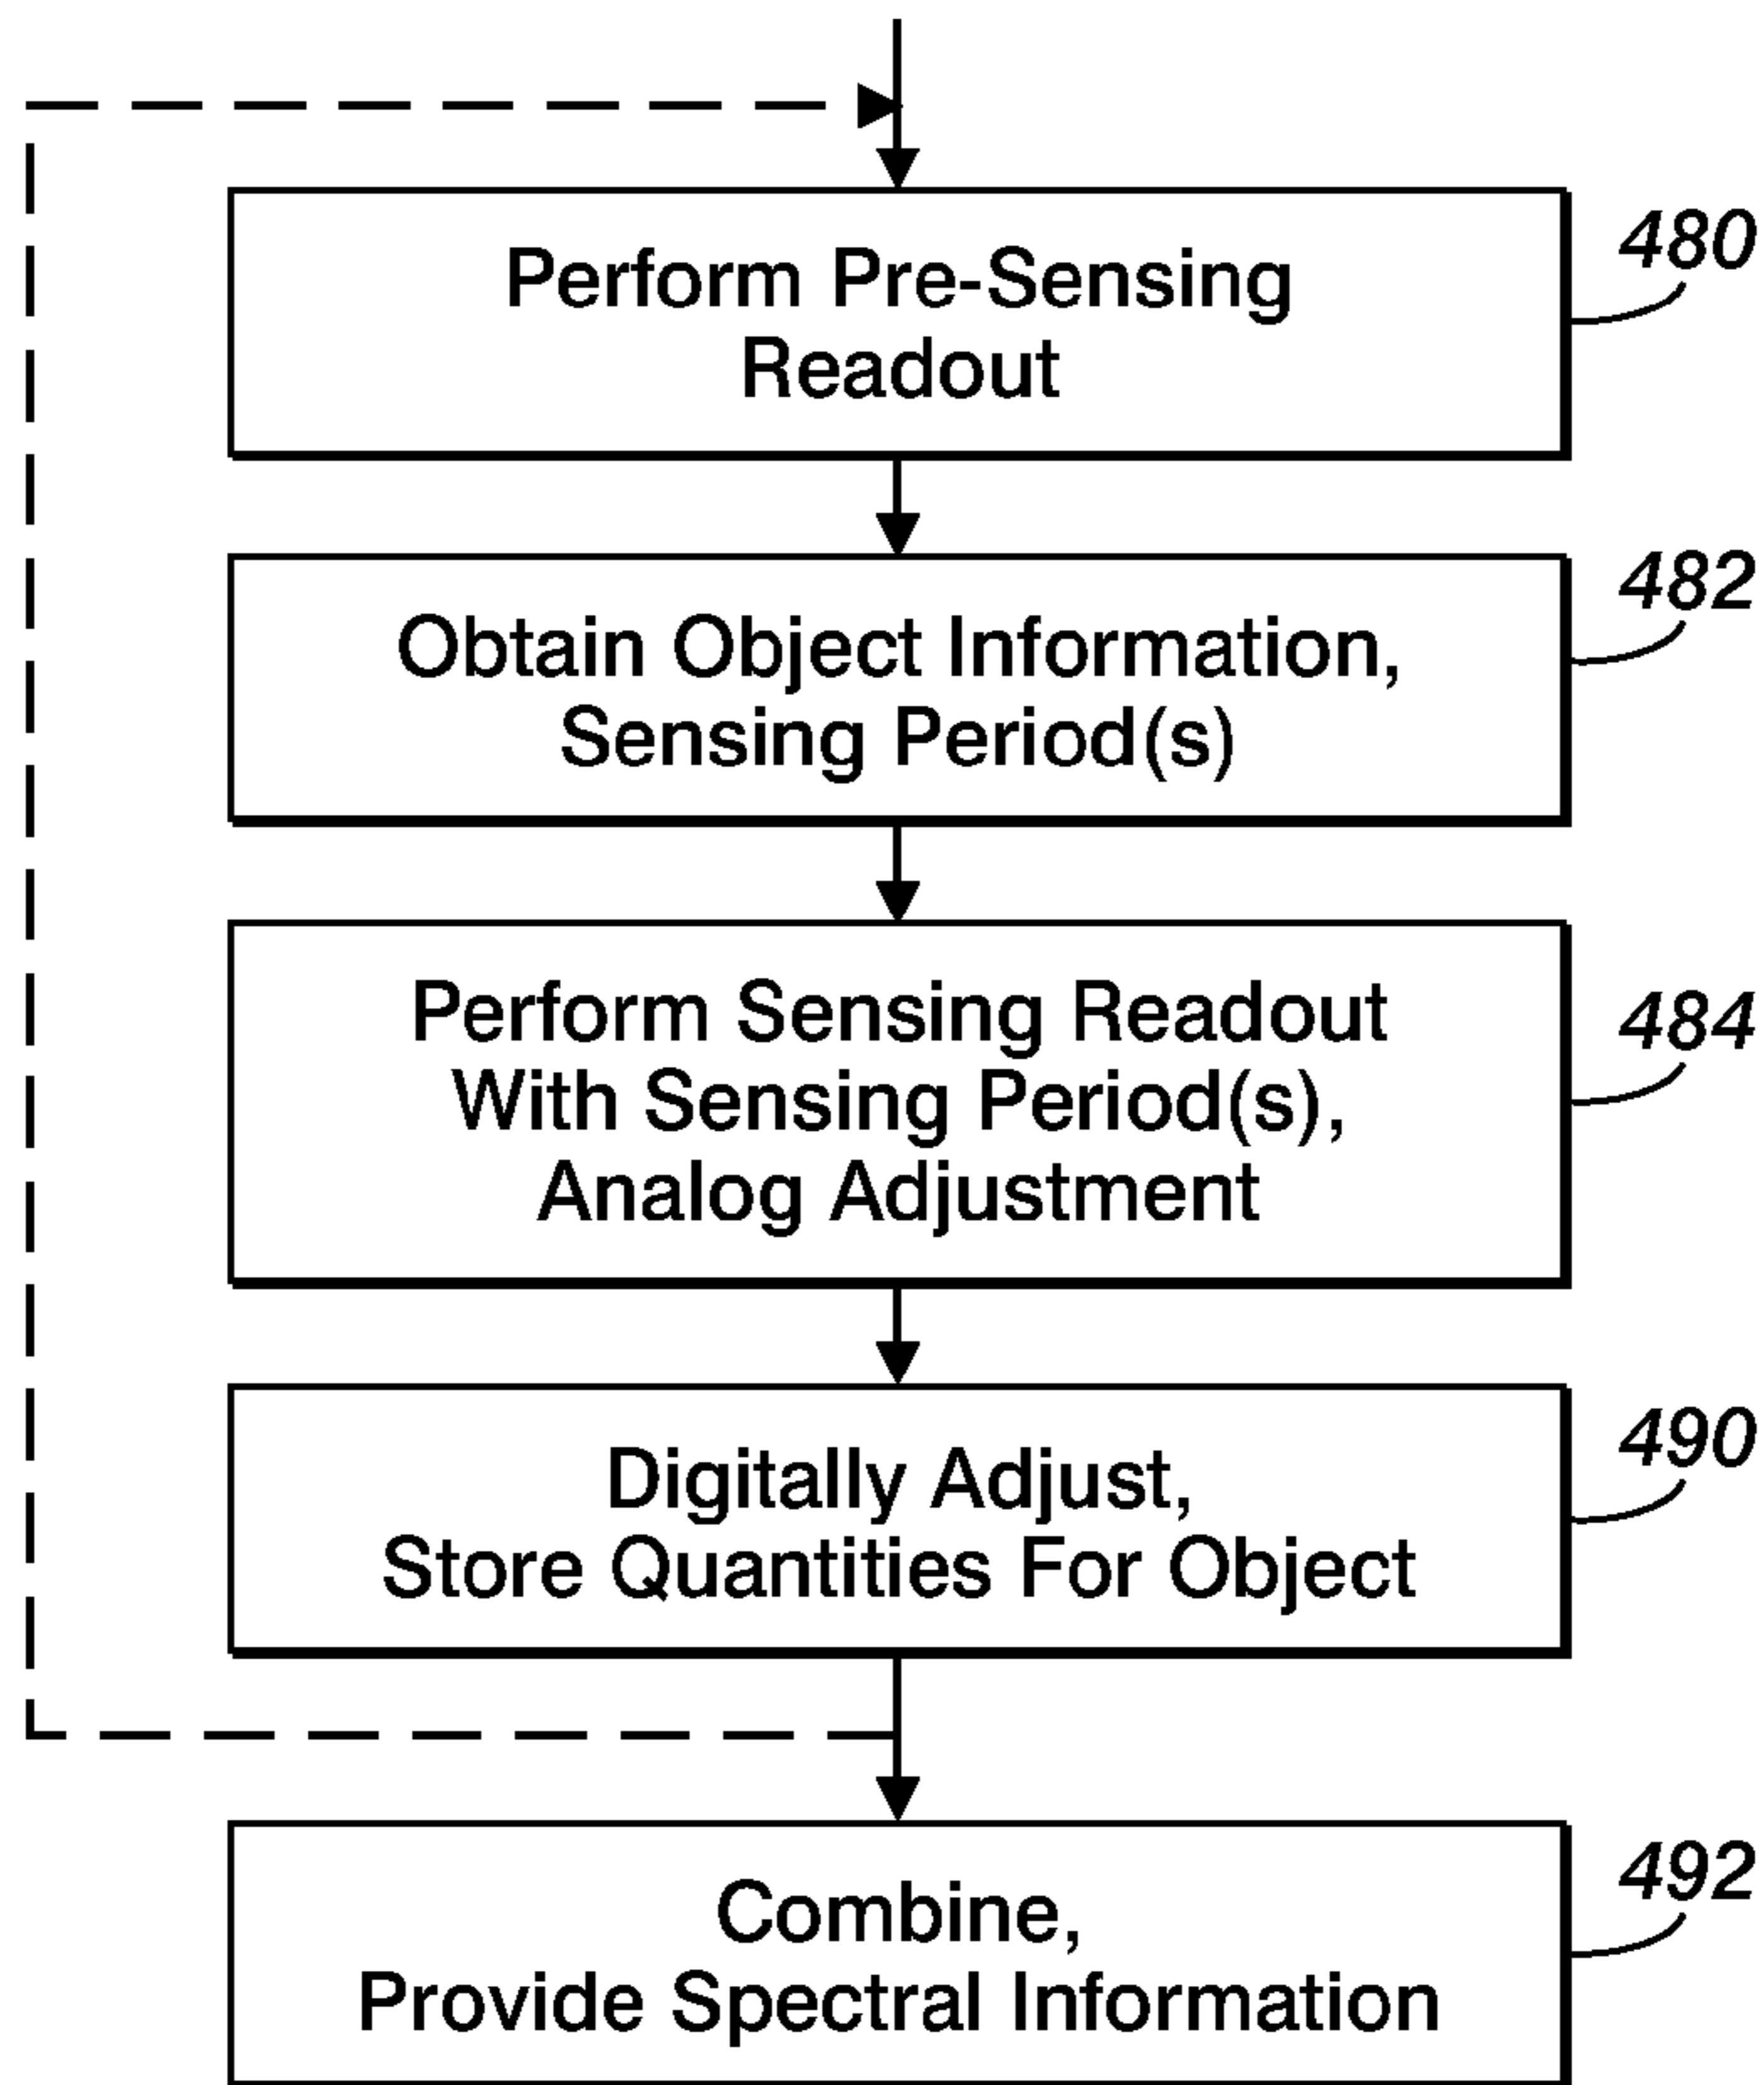 480
Perform Pre-Sensing
Readout
482
Obtain Object Information,
Sensing Period(s)
484
Perform Sensing Readout
With Sensing Period(s),
Analog Adjustment
490
Digitally Adjust,
Store Quantities For Object
492
Combine,
Provide Spectral Information